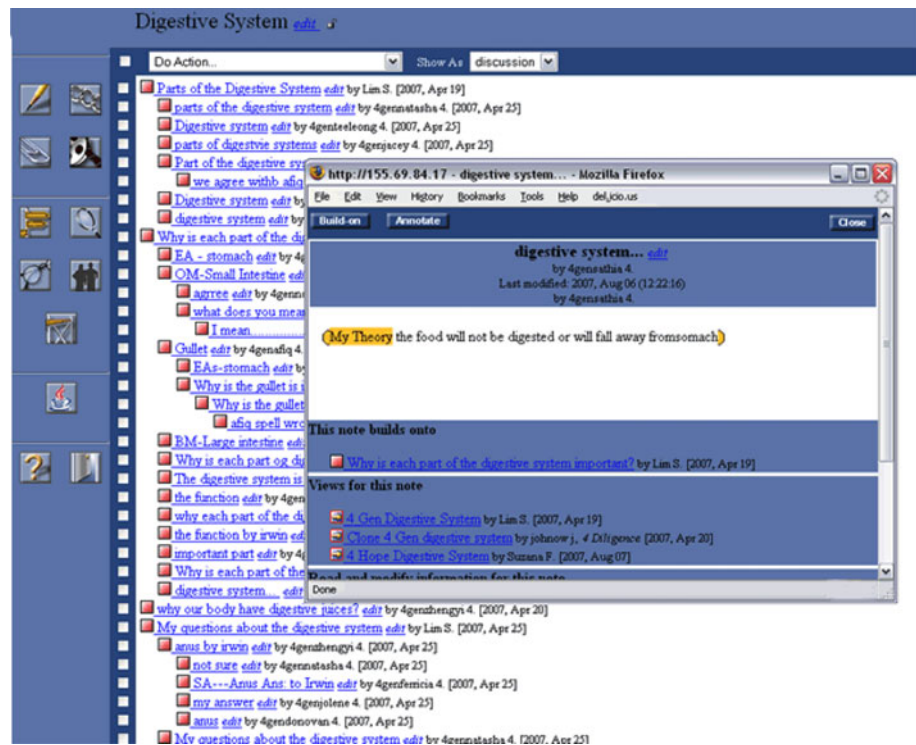 Digestive System edit
Do Action... Show As discussion
Parts of the Digestive System edit by Lim S. [2007, Apr 19]
parts of the digestive system edit by 4gennatasha 4. [2007, Apr 25]
Digestive system edit by 4genteeleong 4. [2007, Apr 25]
parts of digestvie systems edit by 4genjacey 4. [2007, Apr 25]
Part of the digestive sys
we agree withb afiq
Digestive system edit by
digestive system edit by
Why is each part of the dig
EA - stomach edit by 4g
OM-Small Intestine edi
agrree edit by 4genn
what does you mean
I mean..............
Gullet edit by 4genafiq 4.
EAs-stomach edit b
Why is the gullet is i
Why is the gullet
afiq spell wro
BM-Large intestine edi
Why is each part og dig
The digestive system is
the function edit by 4gen
why each part of the di
the function by irwin edi
important part edit by 4g
Why is each part of the
digestive system... edit
why our body have digestive juices? edit by 4genzhengyi 4. [2007, Apr 20]
My questions about the digestive system edit by Lim S. [2007, Apr 25]
anus by irwin edit by 4genzhengyi 4. [2007, Apr 25]
not sure edit by 4gennatasha 4. [2007, Apr 25]
SA---Anus Ans: to Irwin edit by 4genferricia 4. [2007, Apr 25]
my answer edit by 4genjolene 4. [2007, Apr 25]
anus edit by 4gendonovan 4. [2007, Apr 25]
My questions about the digestive system edit by 4gennatasha 4. [2007, Apr 25]
http://155.69.84.17 - digestive system... - Mozilla Firefox
File Edit View History Bookmarks Tools Help del.icio.us
Build-on Annotate Close
digestive system... edit
by 4gensathia 4.
Last modified: 2007, Aug 06 (12:22:16)
by 4gensathia 4.
(My Theory the food will not be digested or will fall away fromsomach)
This note builds onto
Why is each part of the digestive system important? by Lim S. [2007, Apr 19]
Views for this note
4 Gen Digestive System by Lim S. [2007, Apr 19]
Clone 4 Gen digestive system by johnow j, 4 Diligence [2007, Apr 20]
4 Hope Digestive System by Suzana F. [2007, Aug 07]
Read and modify information for this note
Done